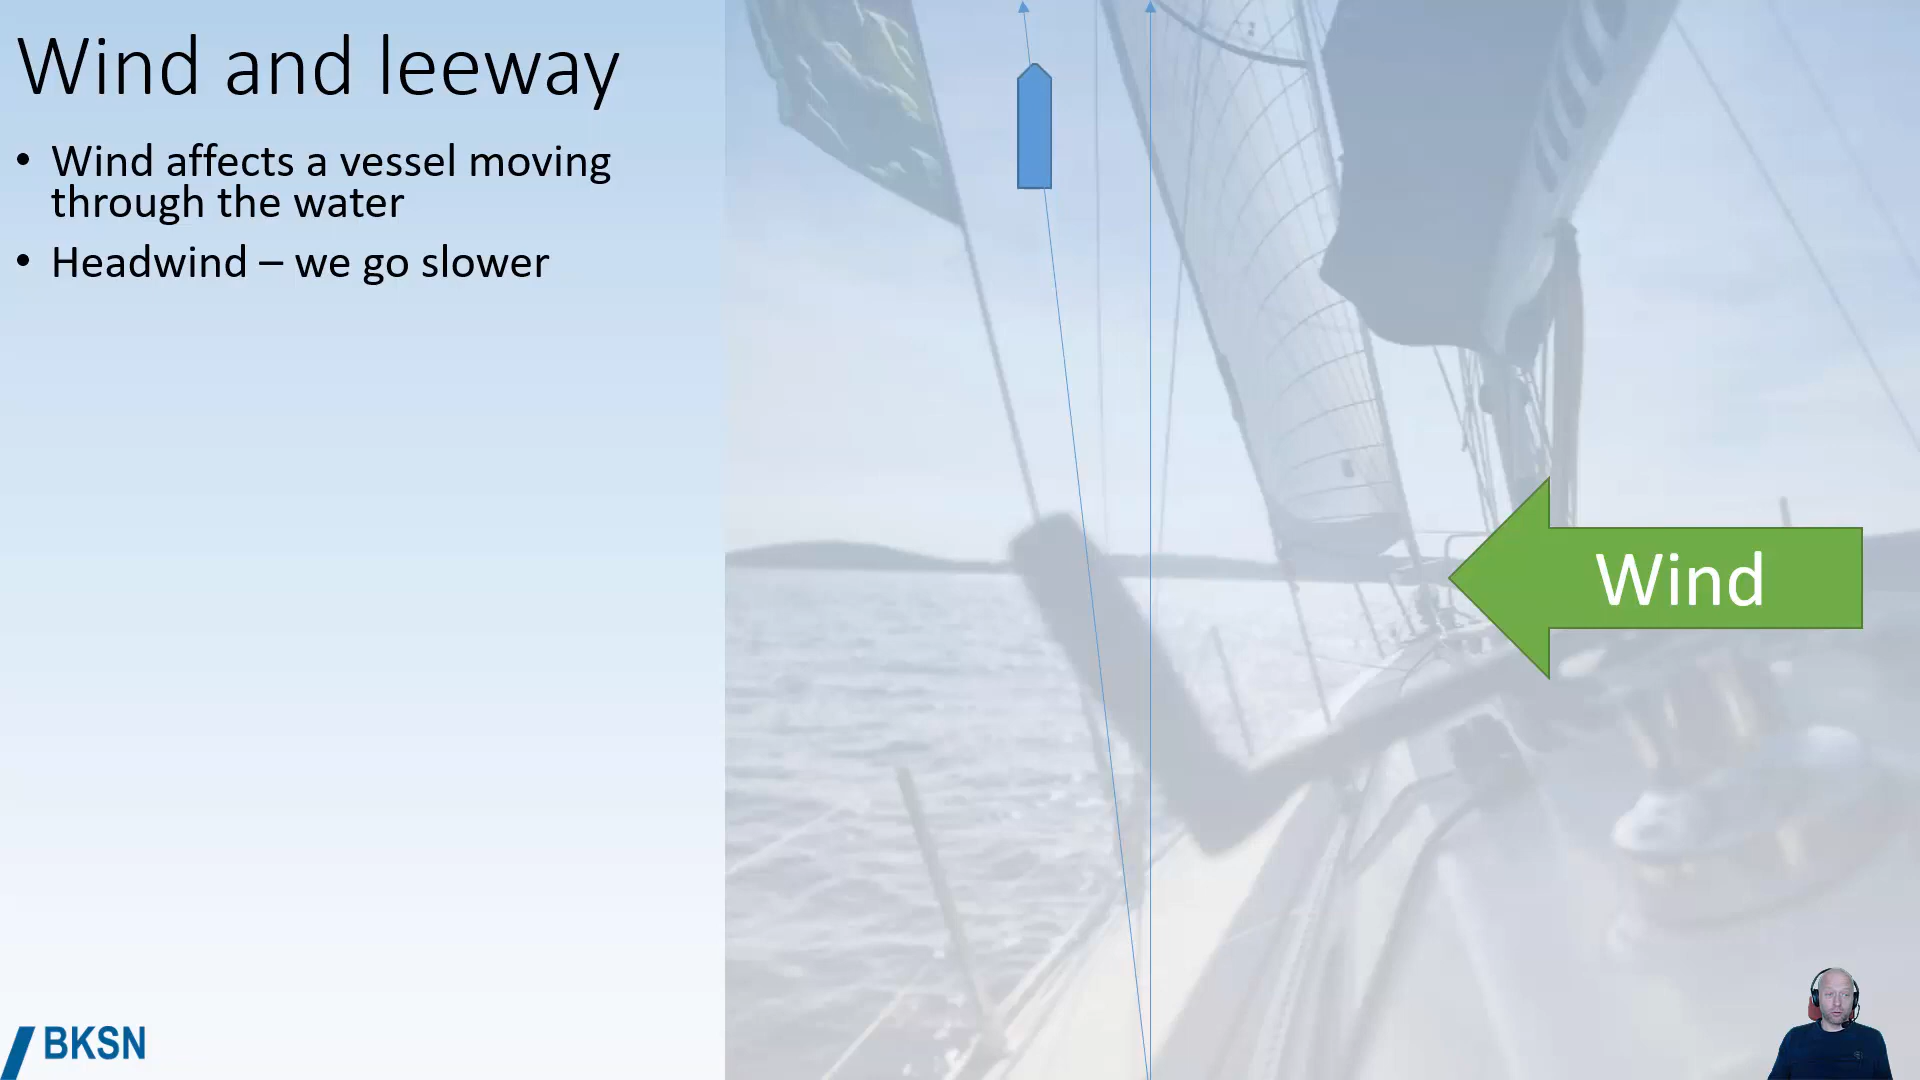 Wind and leeway
• Wind affects a vessel moving
through the water
• Headwind – we go slower
Wind
BKSN